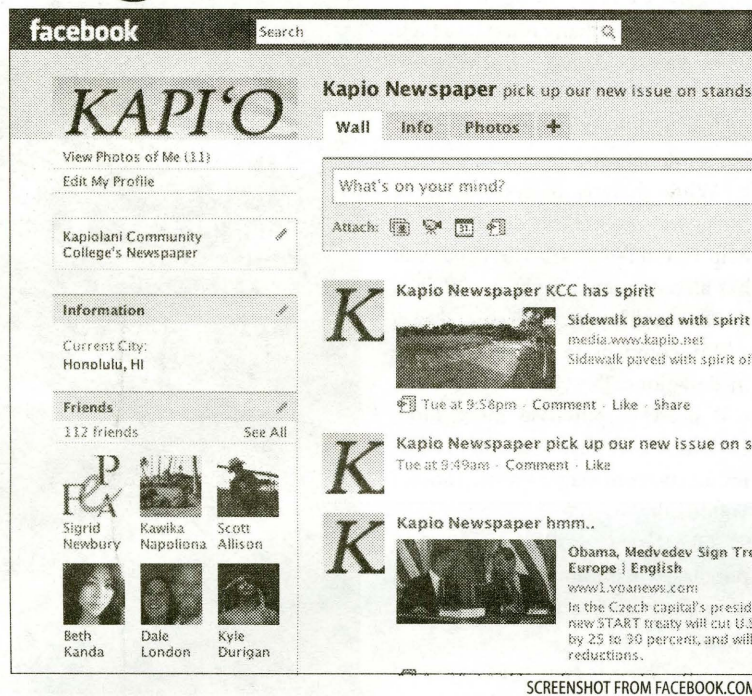 facebook
Search
KAPI‘O
View Photos of Me (11)
Edit My Profile
Kapiolani Community
College's Newspaper
Information
Current City:
Honolulu, HI
Friends
112 friends See All
P
F C A
Sigrid Newbury
Kawika Napoliona
Scott Allison
Beth Kanda
Dale London
Kyle Durigan
Kapio Newspaper pick up our new issue on stands
Wall Info Photos +
What's on your mind?
Attach: 31
K
Kapio Newspaper KCC has spirit
Sidewalk paved with spirit
media.www.kapio.net
Sidewalk paved with spirit of
Tue at 9:58pm · Comment · Like · Share
K
Kapio Newspaper pick up our new issue on s
Tue at 9:49am · Comment · Like
K
Kapio Newspaper hmm..
Obama, Medvedev Sign Tre
Europe | English
www1.voanews.com
In the Czech capital's presid
new START treaty will cut U.S
by 25 to 30 percent, and will
reductions.
SCREENSHOT FROM FACEBOOK.COM